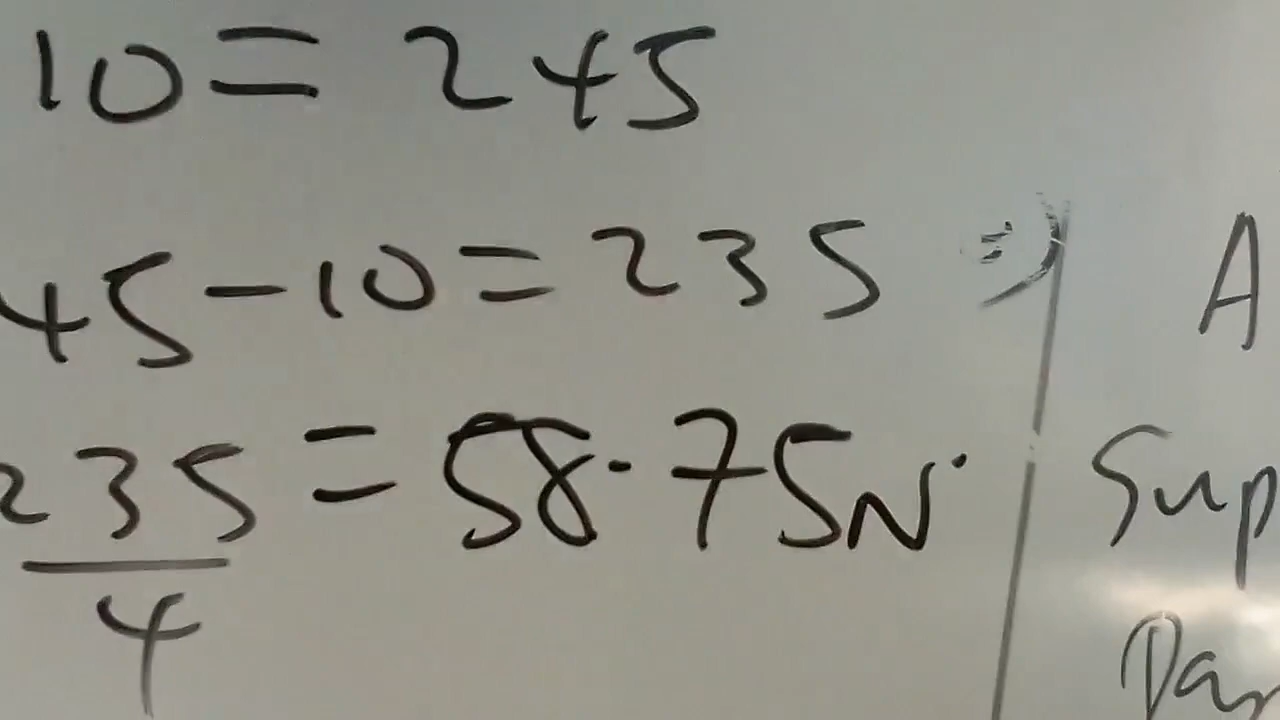 10 = 245
45 - 10 = 235 =)
235
4
= 58.75N.
A
Sup